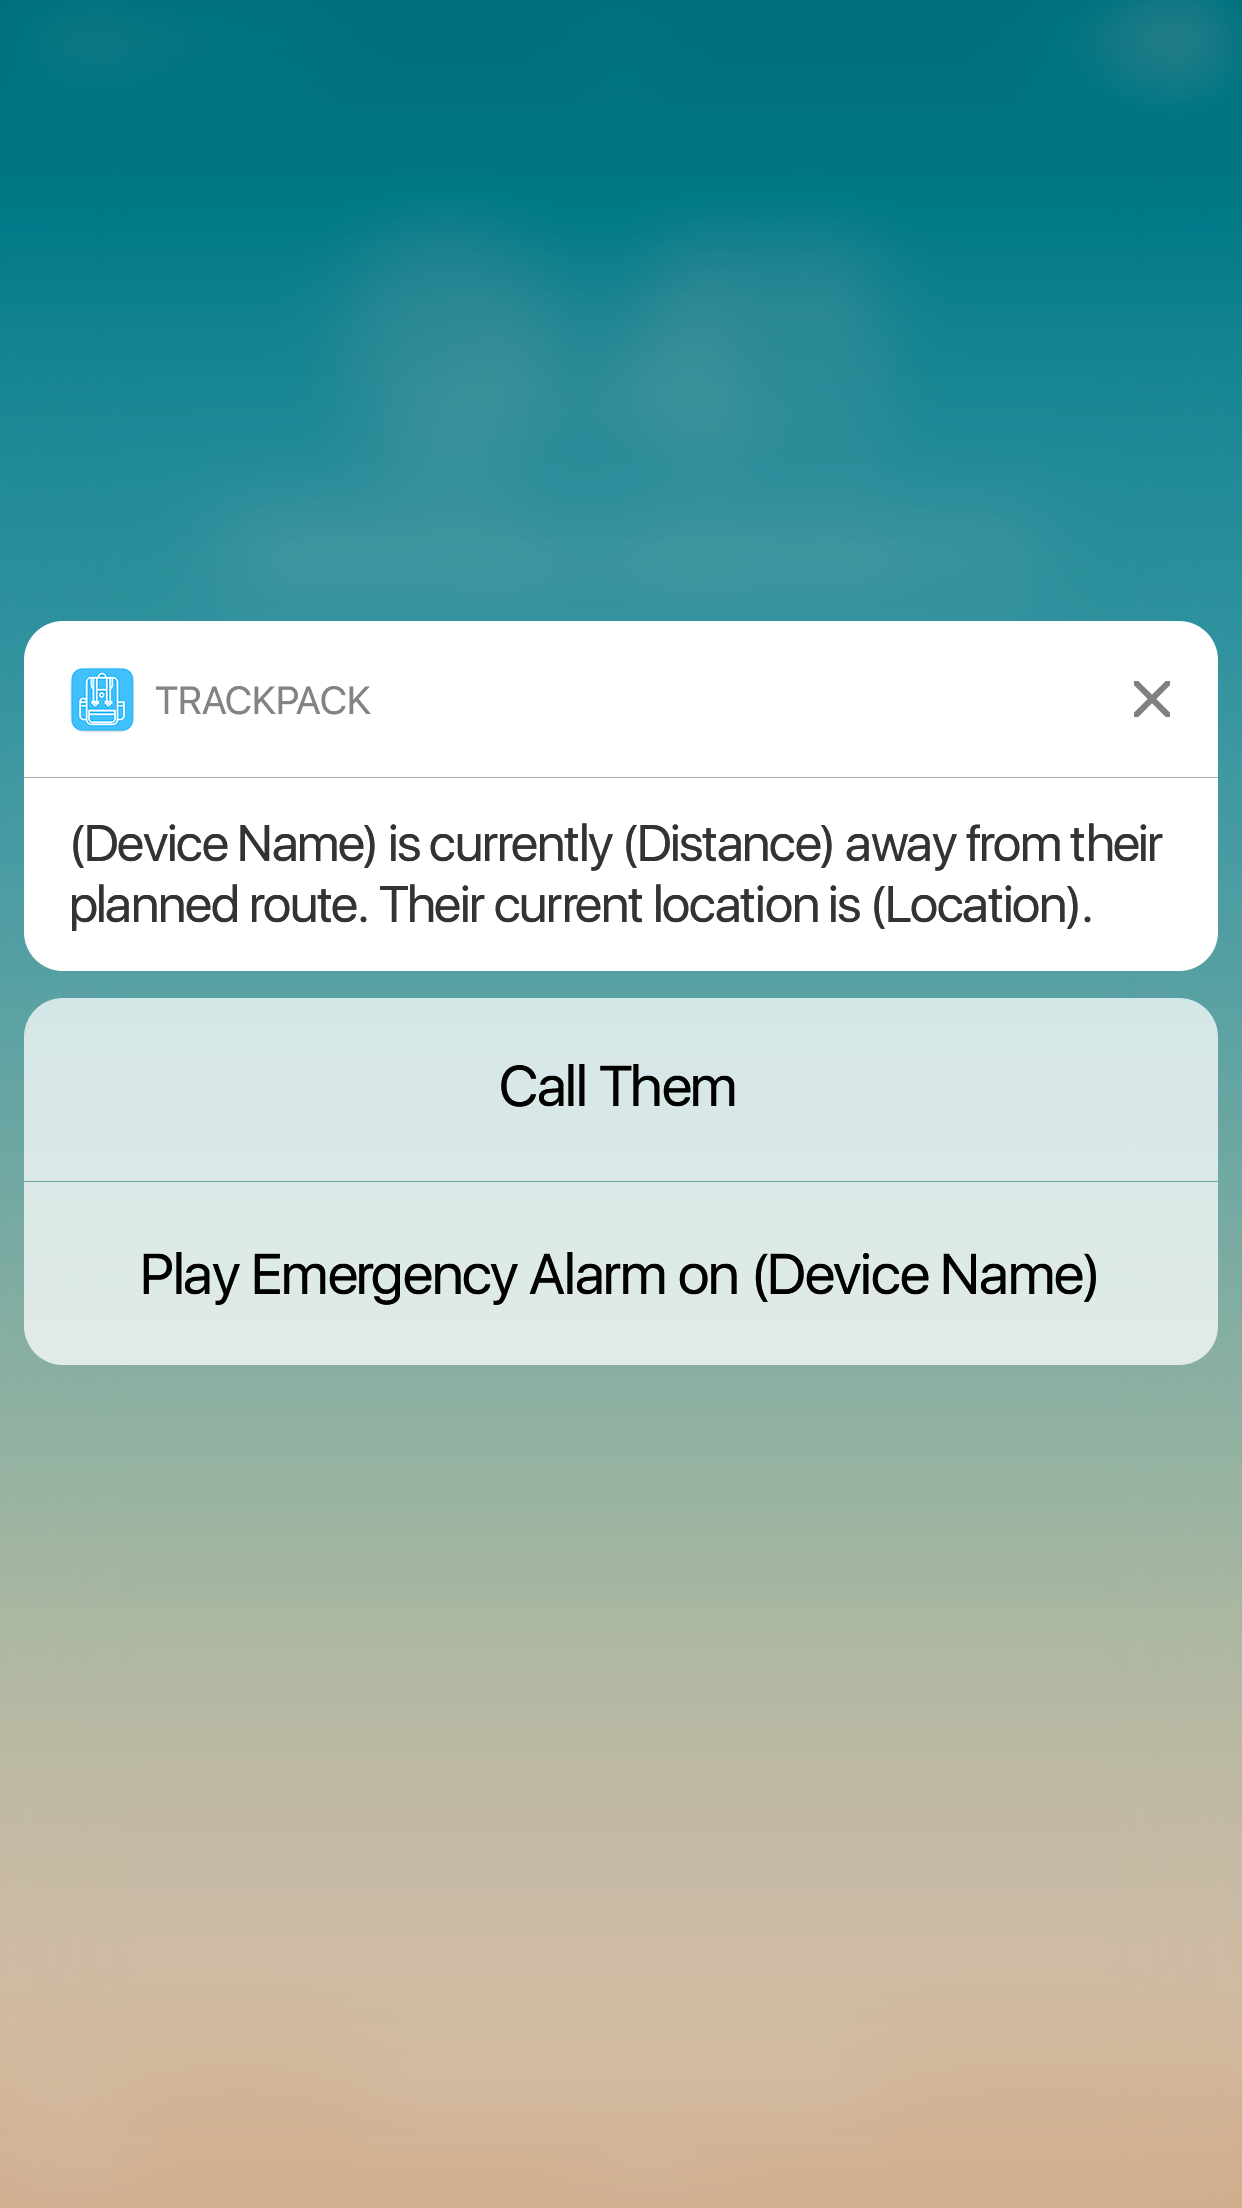 TRACKPACK
(Device Name) is currently (Distance) away from their
planned route. Their current location is (Location).
Call Them
Play Emergency Alarm on (Device Name)